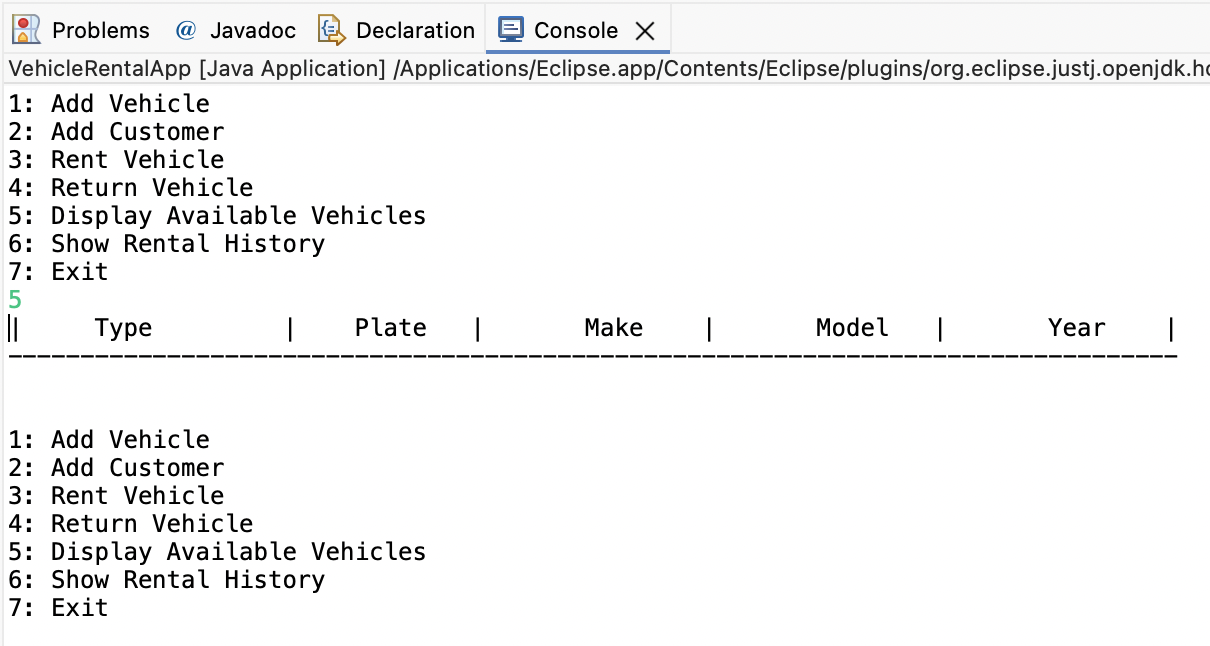 Problems @ Javadoc Declaration Console
VehicleRentalApp [Java Application] /Applications/Eclipse.app/Contents/Eclipse/plugins/org.eclipse.justj.openjdk.ho
1: Add Vehicle
2: Add Customer
3: Rent Vehicle
4: Return Vehicle
5: Display Available Vehicles
6: Show Rental History
7: Exit
5
|     Type         |    Plate   |       Make    |       Model   |       Year    |
---------------------------------------------------------------------------------
1: Add Vehicle
2: Add Customer
3: Rent Vehicle
4: Return Vehicle
5: Display Available Vehicles
6: Show Rental History
7: Exit